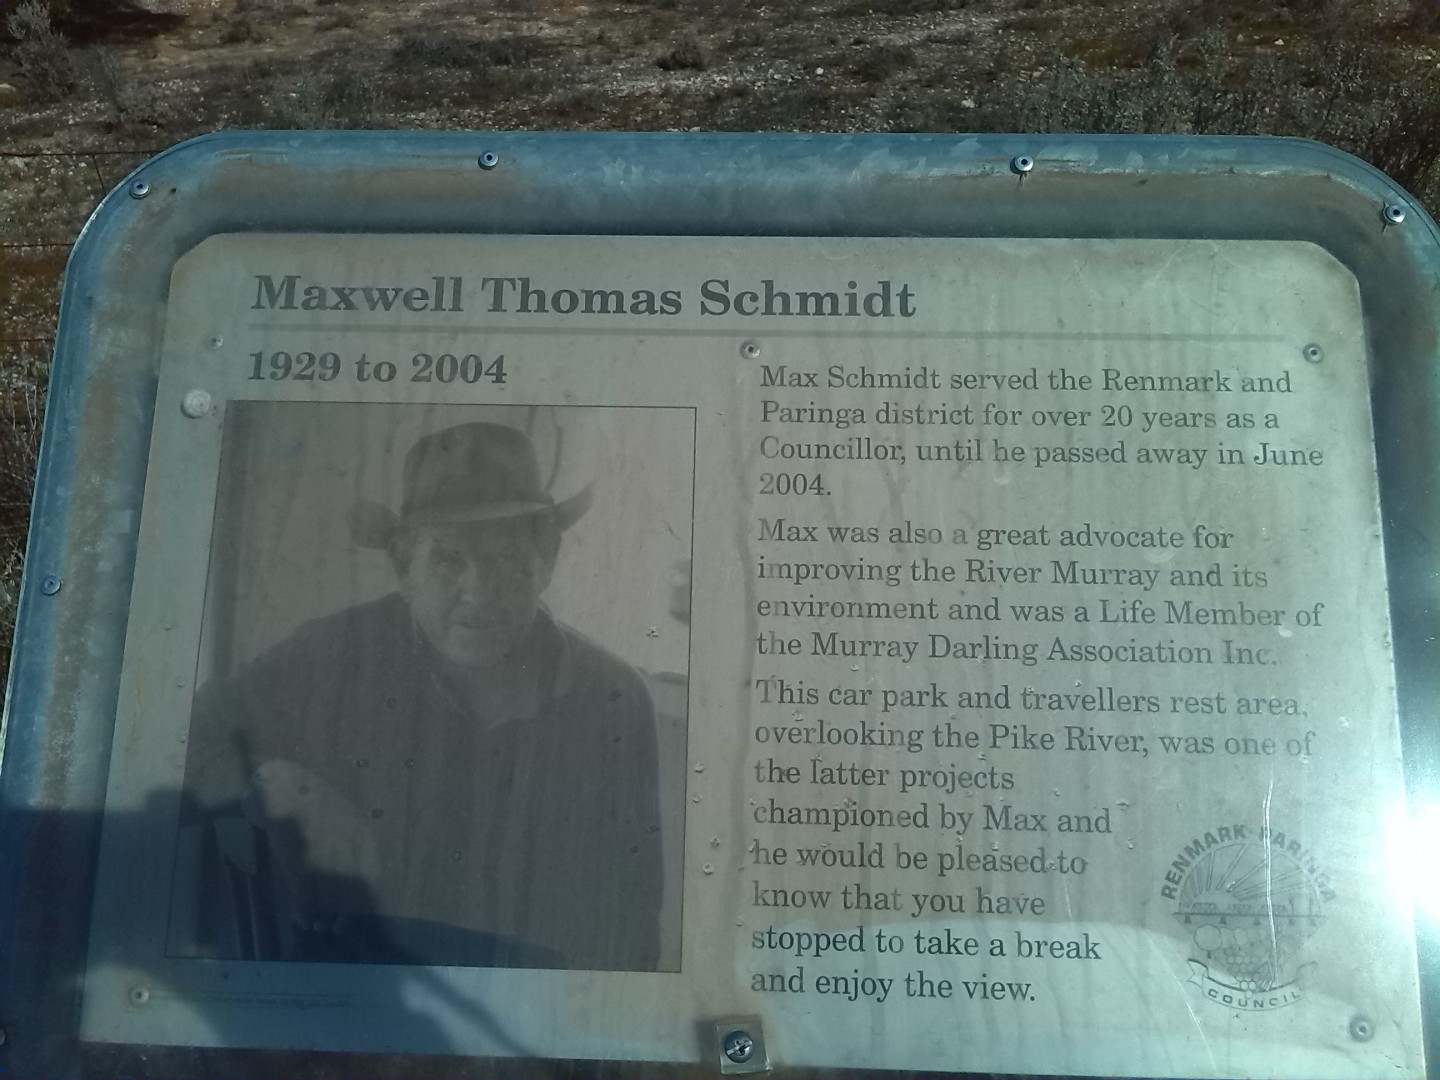 Maxwell Thomas Schmidt
1929 to 2004
Max Schmidt served the Renmark and
Paringa district for over 20 years as a
Councillor, until he passed away in June
2004.
Max was also a great advocate for
improving the River Murray and its
environment and was a Life Member of
the Murray Darling Association Inc.
This car park and travellers rest area,
overlooking the Pike River, was one of
the latter projects
championed by Max and
he would be pleased to
know that you have
stopped to take a break
and enjoy the view.
RENMARK PARINGA
COUNCIL